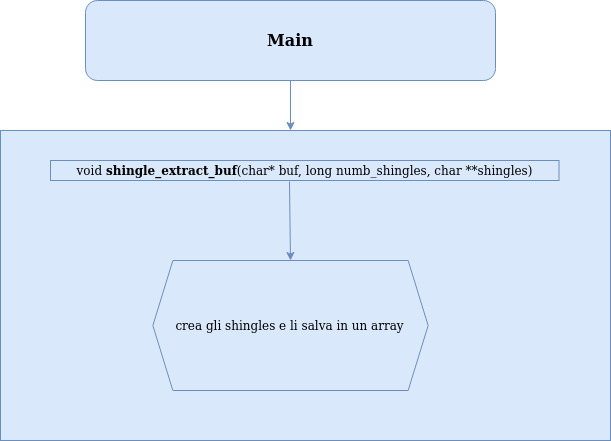 Main
void shingle_extract_buf(char* buf, long numb_shingles, char **shingles)
crea gli shingles e li salva in un array